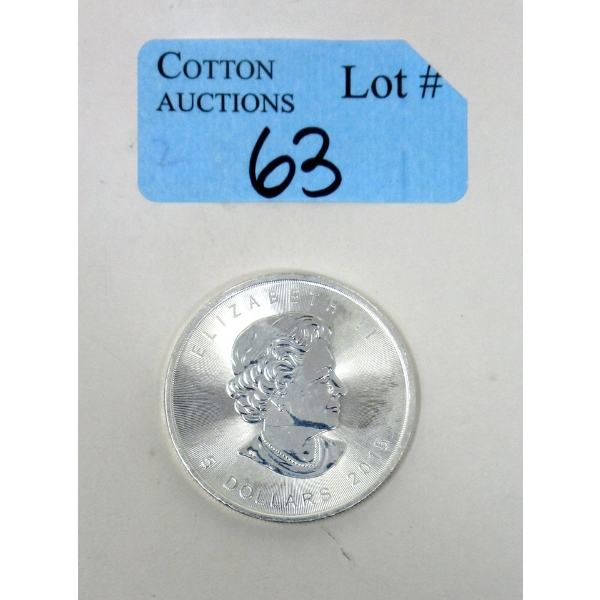 COTTON Lot #
AUCTIONS
63
ELIZABETH II
5 DOLLARS